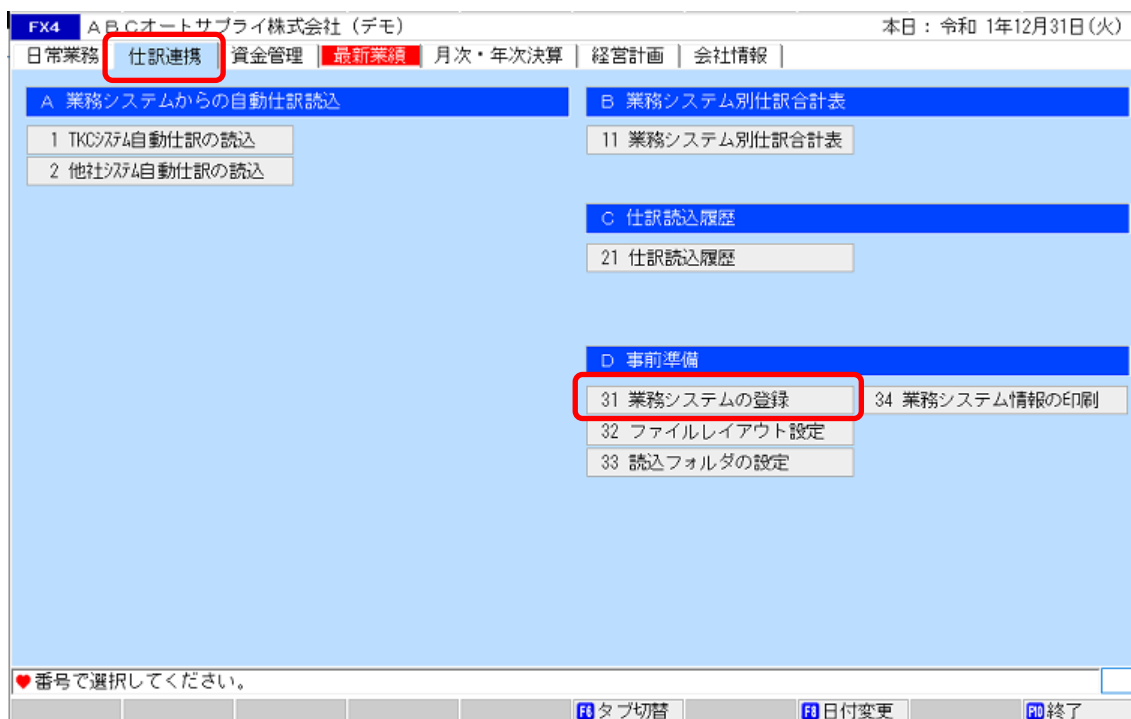 FX4 ABCオートサプライ株式会社(デモ) 本日:令和 1年12月31日(火)
日常業務 仕訳連携 資金管理 最新業績 月次・年次決算 経営計画 会社情報
A 業務システムからの自動仕訳読込
1 TKCシステム自動仕訳の読込
2 他社システム自動仕訳の読込
B 業務システム別仕訳合計表
11 業務システム別仕訳合計表
C 仕訳読込履歴
21 仕訳読込履歴
D 事前準備
31 業務システムの登録 34 業務システム情報の印刷
32 ファイルレイアウト設定
33 読込フォルダの設定
♥番号で選択してください。
F6 タブ切替 F8 日付変更 F10 終了